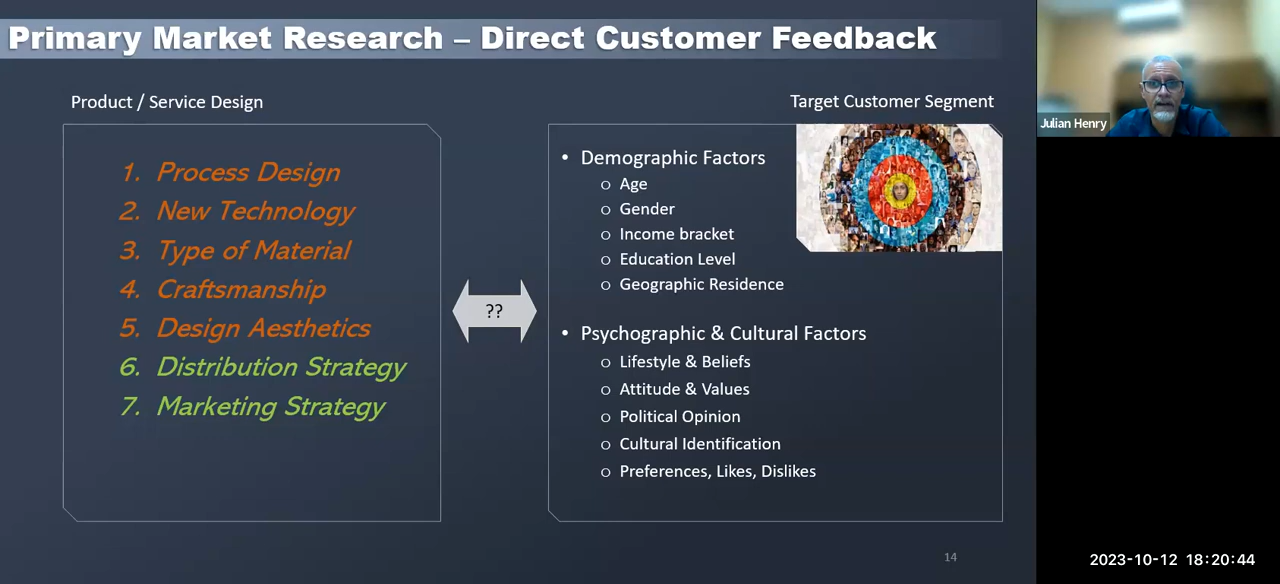 Primary Market Research – Direct Customer Feedback
Product / Service Design
1. Process Design
2. New Technology
3. Type of Material
4. Craftsmanship
5. Design Aesthetics
6. Distribution Strategy
7. Marketing Strategy
??
Target Customer Segment
• Demographic Factors
o Age
o Gender
o Income bracket
o Education Level
o Geographic Residence
• Psychographic & Cultural Factors
o Lifestyle & Beliefs
o Attitude & Values
o Political Opinion
o Cultural Identification
o Preferences, Likes, Dislikes
14
Julian Henry
2023-10-12 18:20:44